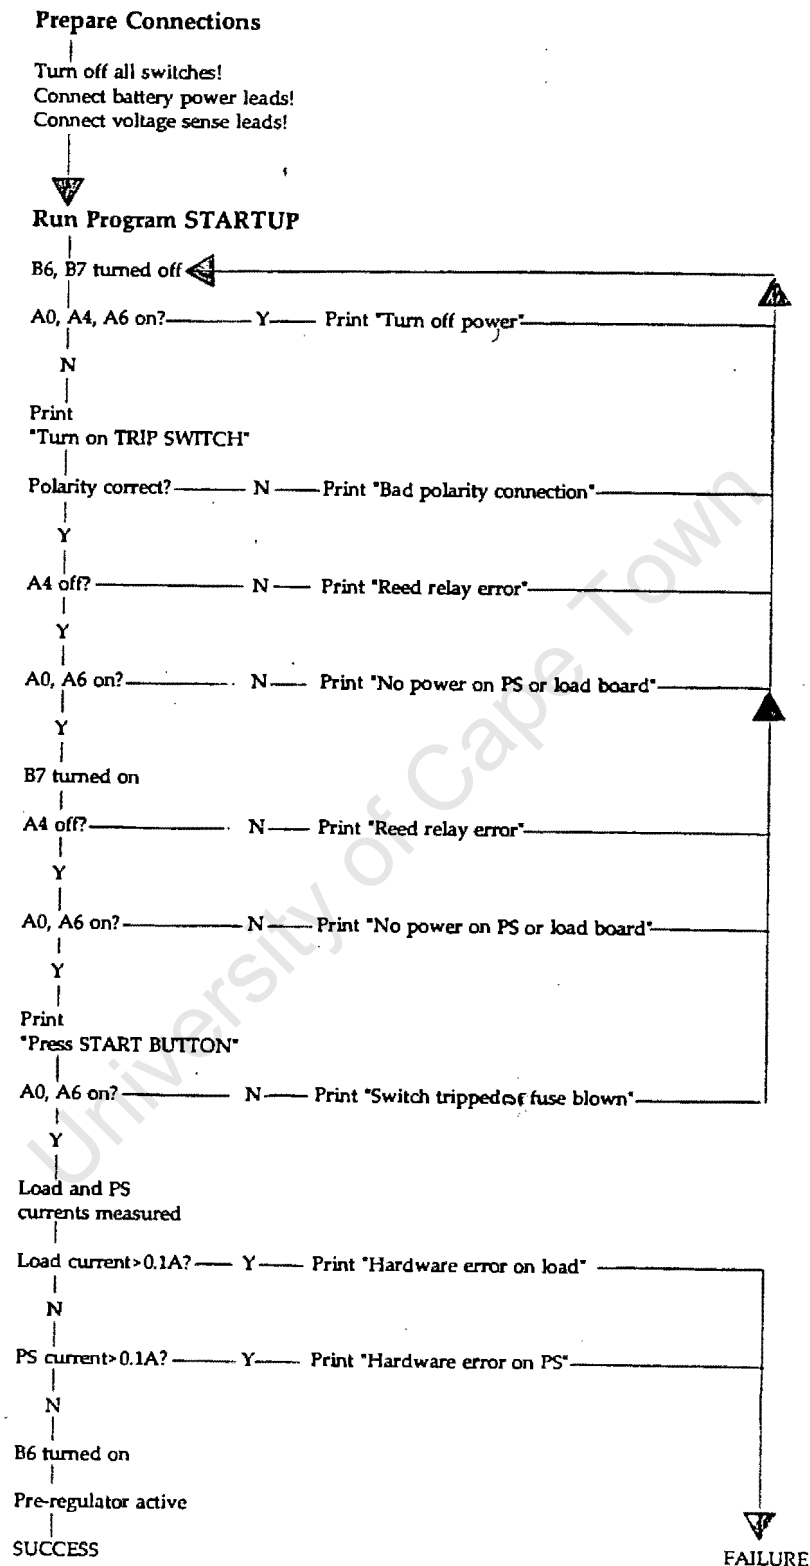 Prepare Connections
Turn off all switches!
Connect battery power leads!
Connect voltage sense leads!
Run Program STARTUP
B6, B7 turned off
A0, A4, A6 on? Y Print "Turn off power"
N
Print
"Turn on TRIP SWITCH"
Polarity correct? N Print "Bad polarity connection"
Y
A4 off? N Print "Reed relay error"
Y
A0, A6 on? N Print "No power on PS or load board"
Y
B7 turned on
A4 off? N Print "Reed relay error"
Y
A0, A6 on? N Print "No power on PS or load board"
Y
Print
"Press START BUTTON"
A0, A6 on? N Print "Switch tripped or fuse blown"
Y
Load and PS
currents measured
Load current>0.1A? Y Print "Hardware error on load"
N
PS current>0.1A? Y Print "Hardware error on PS"
N
B6 turned on
Pre-regulator active
SUCCESS
FAILURE
University of Cape Town